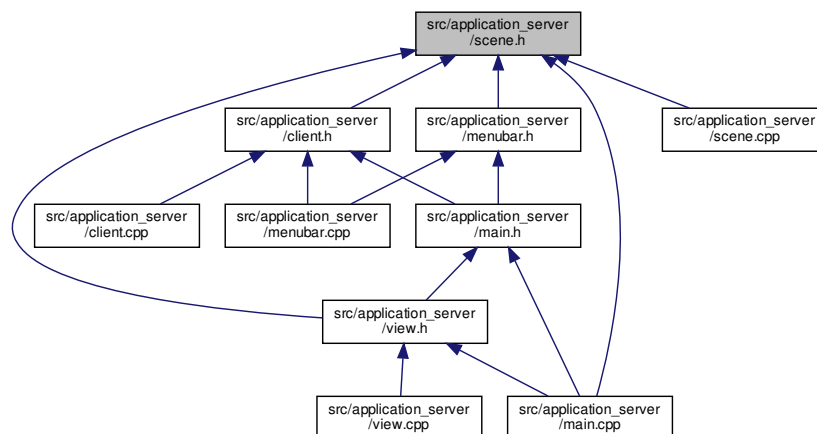 src/application_server
/scene.h
src/application_server
/client.h
src/application_server
/menubar.h
src/application_server
/scene.cpp
src/application_server
/client.cpp
src/application_server
/menubar.cpp
src/application_server
/main.h
src/application_server
/view.h
src/application_server
/view.cpp
src/application_server
/main.cpp